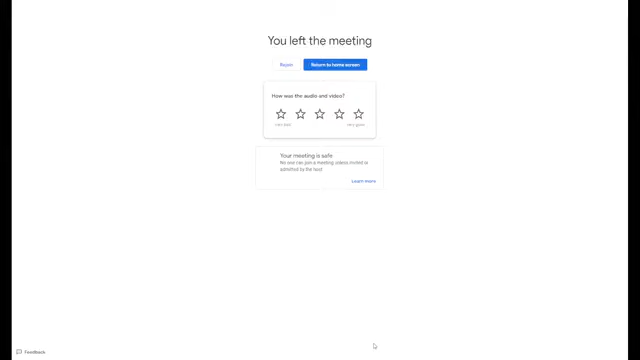 You left the meeting
Rejoin
Return to home screen
How was the audio and video?
Very bad
Very good
Your meeting is safe
No one can join a meeting unless invited or
admitted by the host
Learn more
Feedback